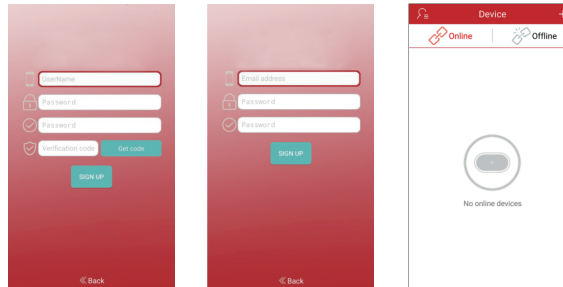 UserName
Password
Password
Verification code
Get code
SIGN UP
≪ Back
Email address
Password
Password
SIGN UP
≪ Back
Device
+
Online
Offline
No online devices